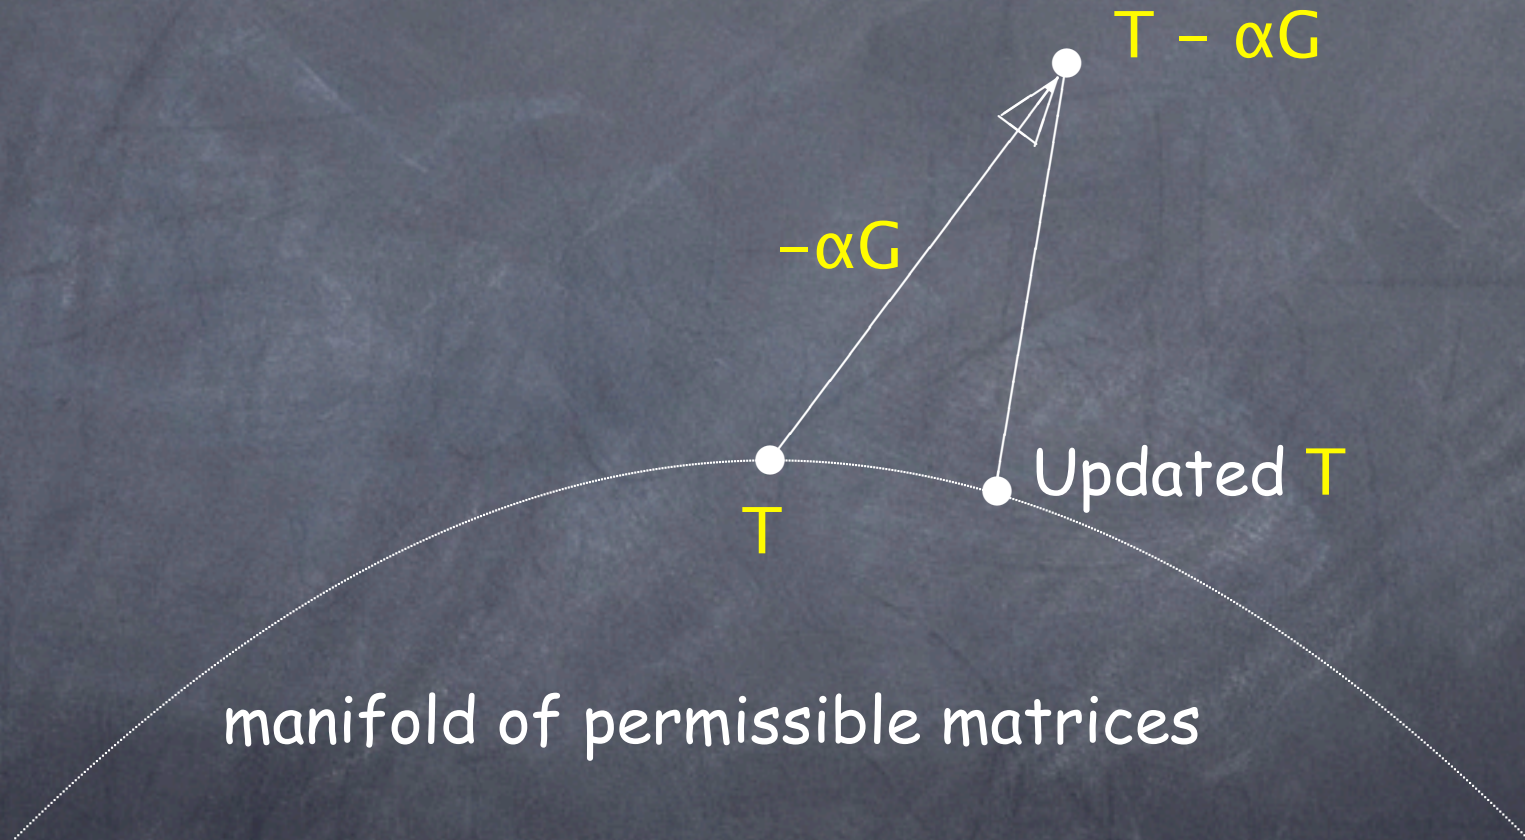 T - αG
-αG
Updated T
T
manifold of permissible matrices